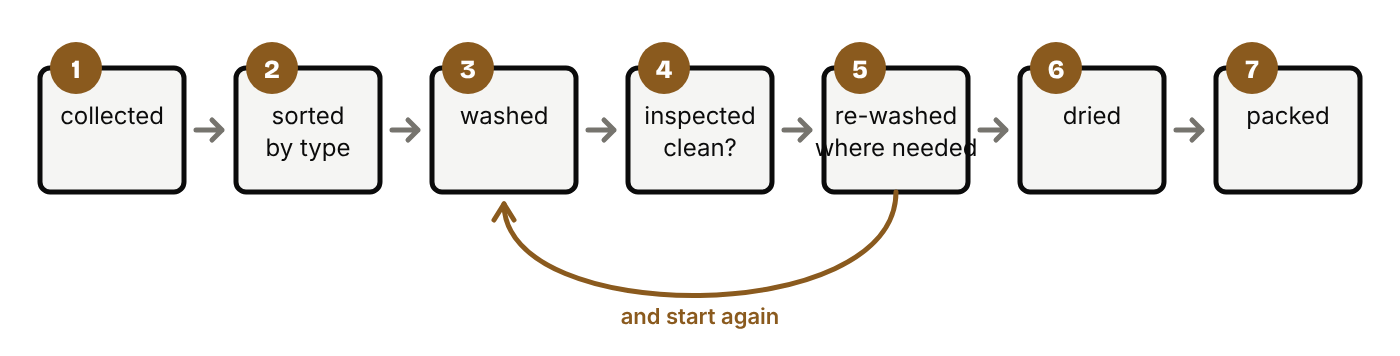 1
collected
2
sorted
by type
3
washed
4
inspected
clean?
5
re-washed
where needed
6
dried
7
packed
and start again